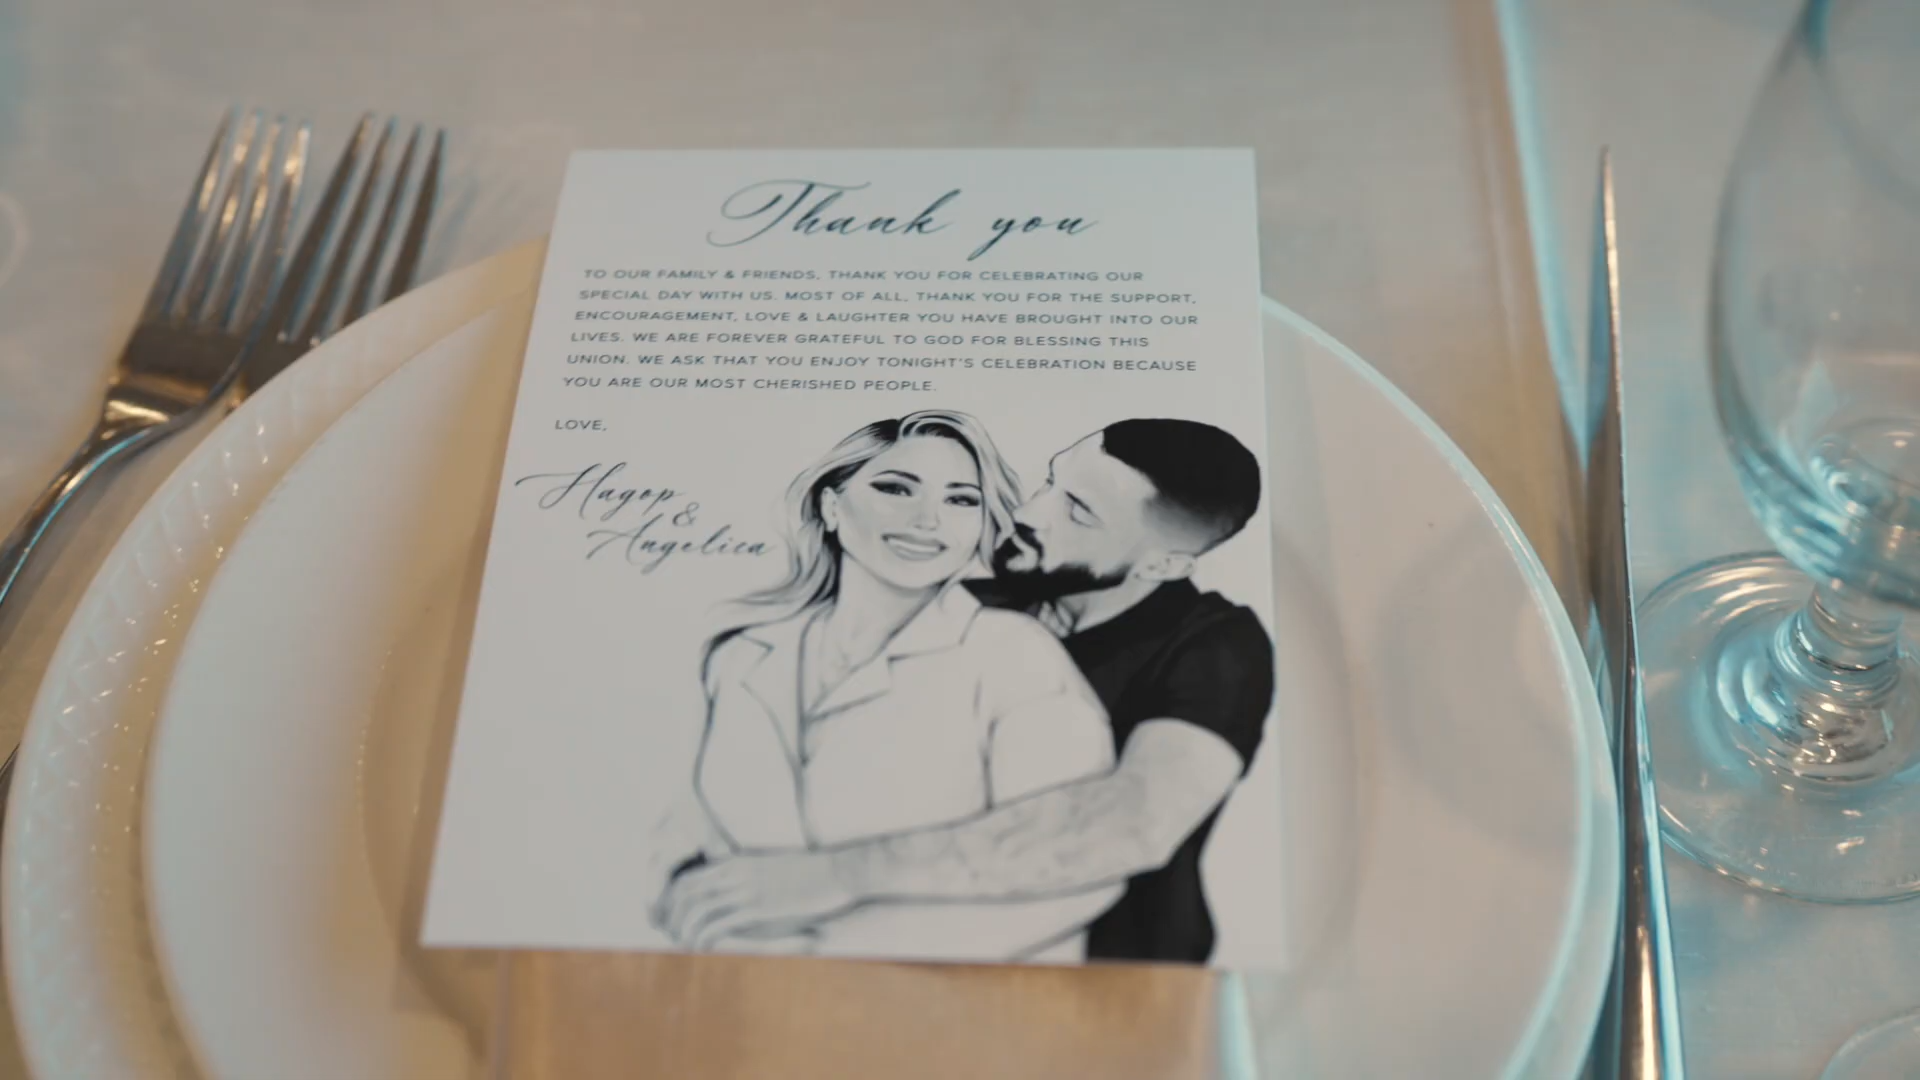 Thank you
TO OUR FAMILY & FRIENDS, THANK YOU FOR CELEBRATING OUR
SPECIAL DAY WITH US. MOST OF ALL, THANK YOU FOR THE SUPPORT,
ENCOURAGEMENT, LOVE & LAUGHTER YOU HAVE BROUGHT INTO OUR
LIVES. WE ARE FOREVER GRATEFUL TO GOD FOR BLESSING THIS
UNION. WE ASK THAT YOU ENJOY TONIGHT'S CELEBRATION BECAUSE
YOU ARE OUR MOST CHERISHED PEOPLE.
LOVE,
Hagop
&
Angelica